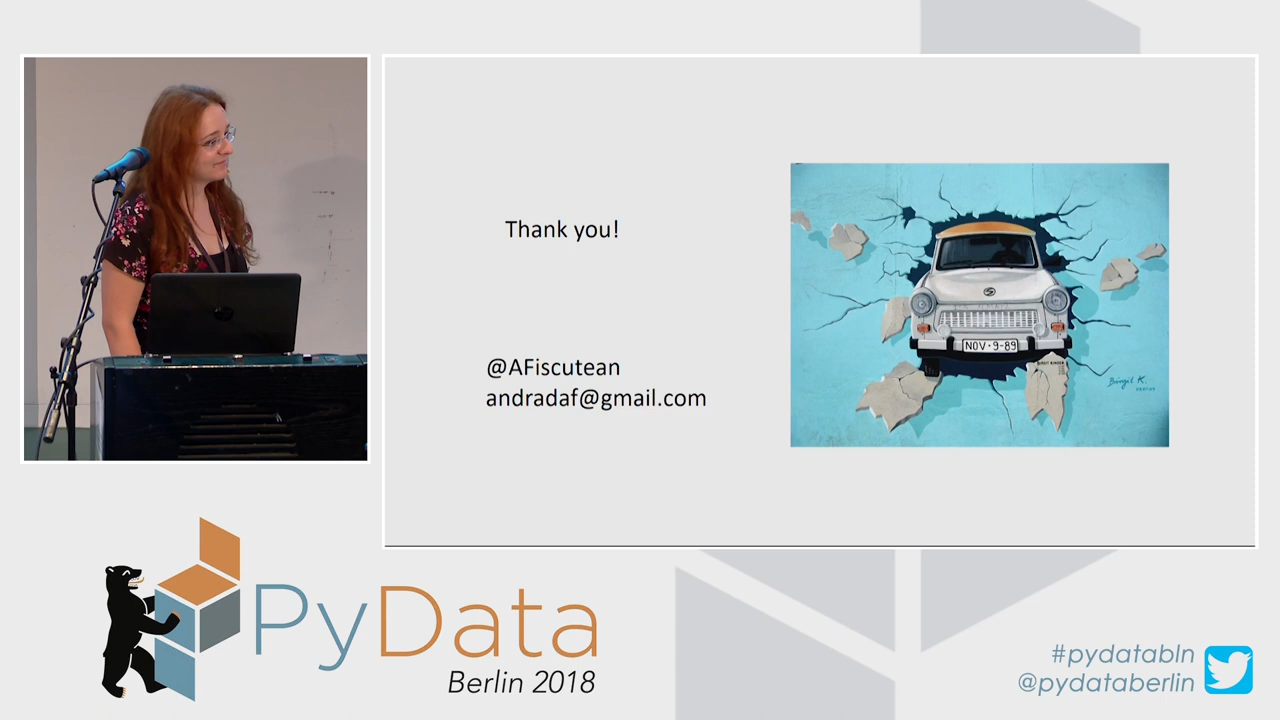 Thank you!
@AFiscutean
andradaf@gmail.com
NOV•9-89
Birgit K.
PyData
Berlin 2018
#pydatabln
@pydataberlin